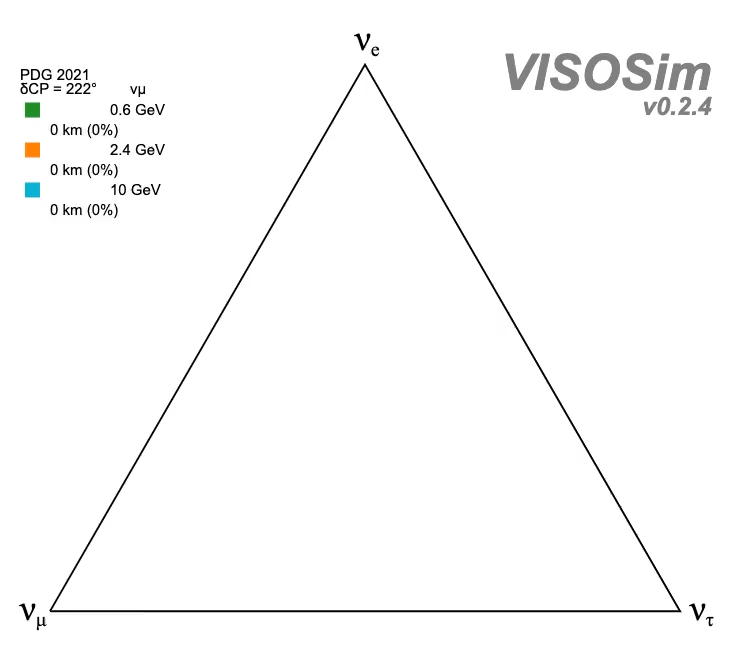 νe
PDG 2021
δCP = 222° νμ
0.6 GeV
0 km (0%)
2.4 GeV
0 km (0%)
10 GeV
0 km (0%)
VISOSim
v0.2.4
νμ
ντ